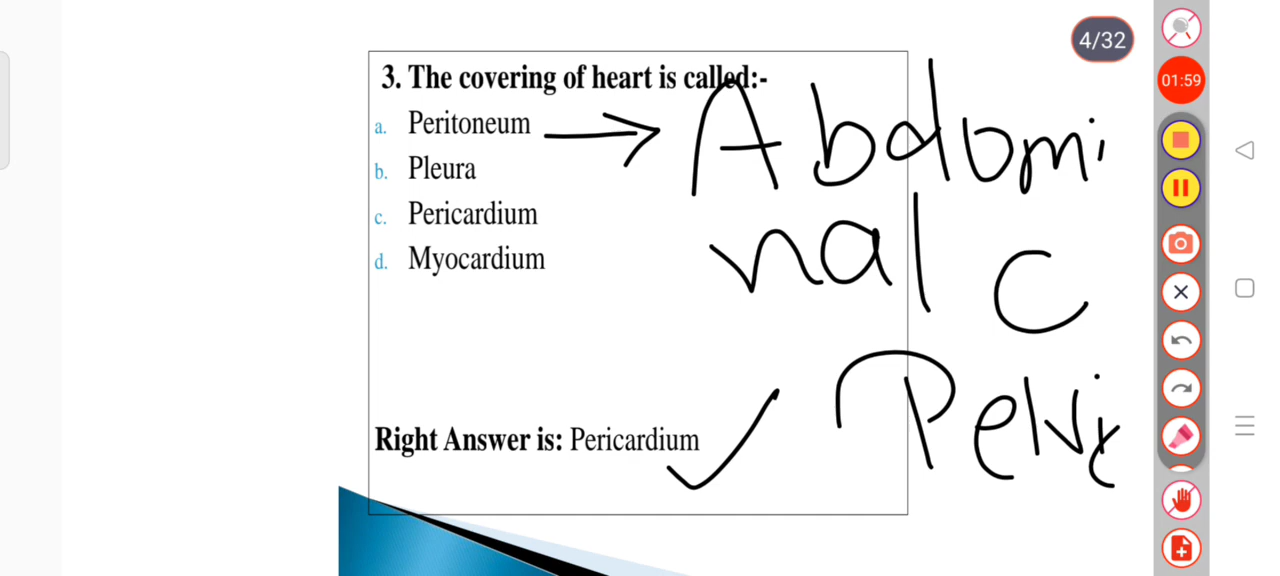 4/32
01:59
3. The covering of heart is called:-
a. Peritoneum
b. Pleura
c. Pericardium
d. Myocardium
Abdomi
nal C
Pelvic
Right Answer is: Pericardium